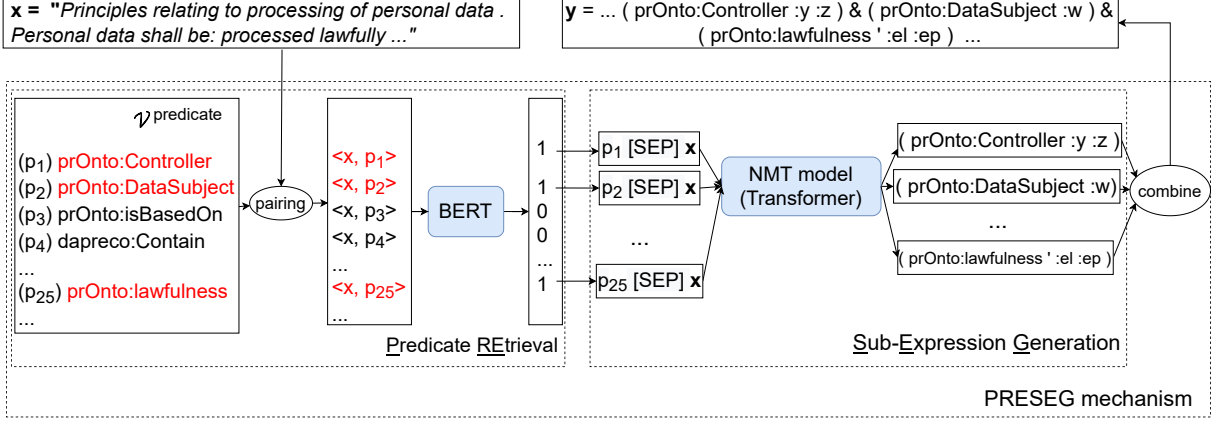 x = "Principles relating to processing of personal data .
Personal data shall be: processed lawfully ..."
y = ... ( prOnto:Controller :y :z ) & ( prOnto:DataSubject :w ) &
( prOnto:lawfulness ' :el :ep ) ...
𝒱 predicate
(p1) prOnto:Controller
(p2) prOnto:DataSubject
(p3) prOnto:isBasedOn
(p4) dapreco:Contain
...
(p25) prOnto:lawfulness
...
pairing
<x, p1>
<x, p2>
<x, p3>
<x, p4>
...
<x, p25>
...
BERT
1
1
0
0
...
1
Predicate REtrieval
p1 [SEP] x
p2 [SEP] x
...
p25 [SEP] x
NMT model
(Transformer)
( prOnto:Controller :y :z )
( prOnto:DataSubject :w)
...
( prOnto:lawfulness ' :el :ep )
combine
Sub-Expression Generation
PRESEG mechanism